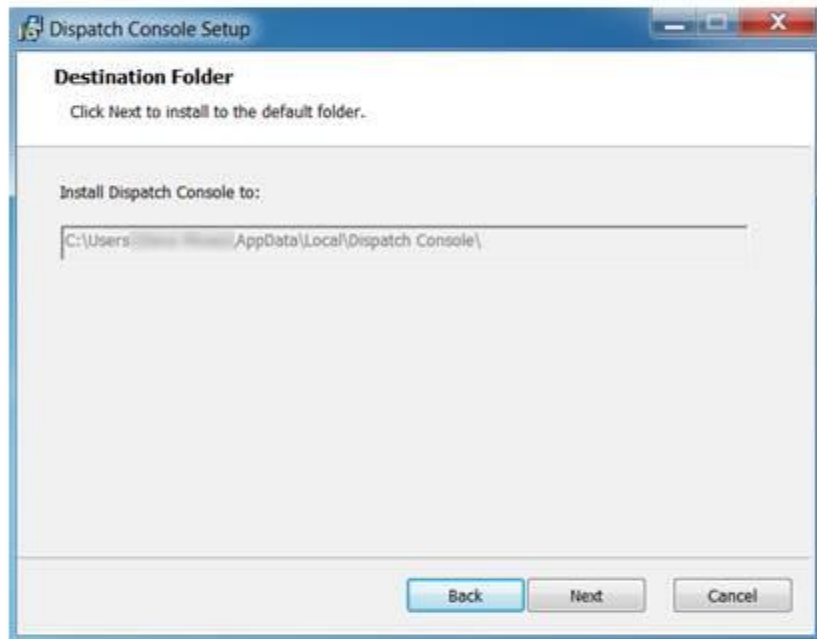 Dispatch Console Setup
Destination Folder
Click Next to install to the default folder.
Install Dispatch Console to:
C:\Users AppData\Local\Dispatch Console\
Back Next Cancel